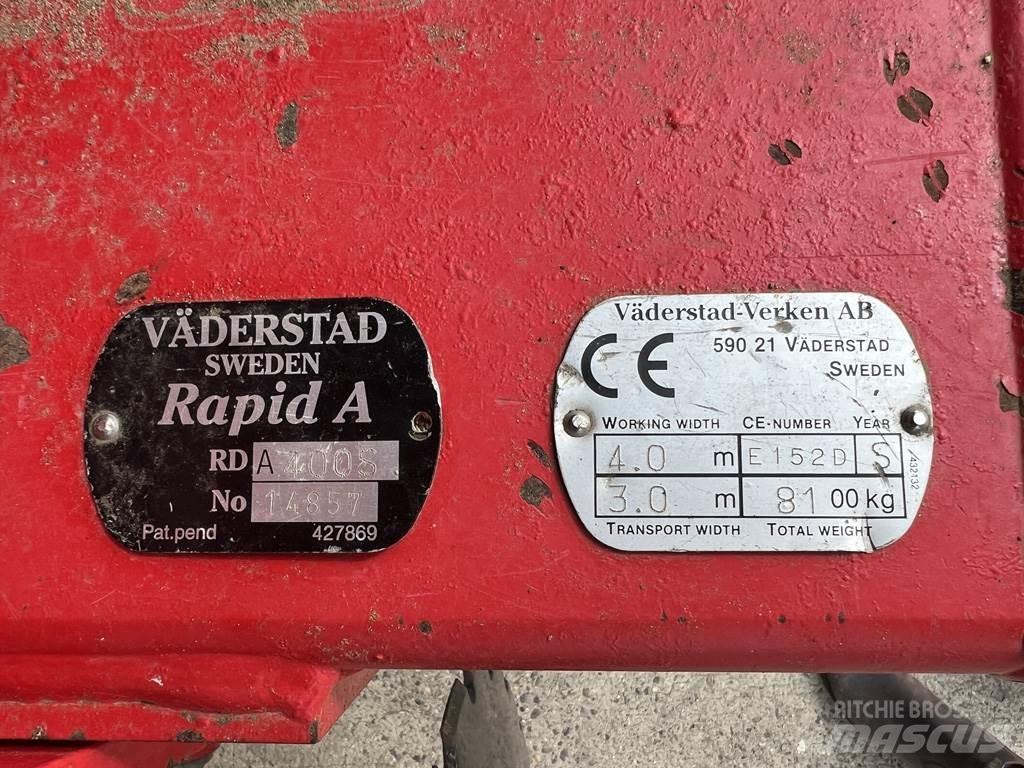 VÄDERSTAD
SWEDEN
Rapid A
RD A 400S
No 14857
Pat.pend 427869
Väderstad-Verken AB
CE 590 21 VÄDERSTAD
SWEDEN
WORKING WIDTH CE-NUMBER YEAR
4.0 m E152D S
3.0 m 8100 kg
TRANSPORT WIDTH TOTAL WEIGHT
432132
RITCHIE BROS.
MASCUS